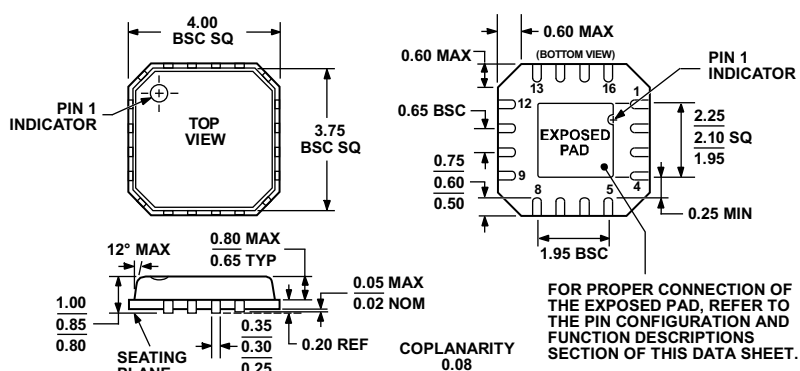 4.00
BSC SQ
PIN 1
INDICATOR
TOP
VIEW
3.75
BSC SQ
0.60 MAX
0.60 MAX
(BOTTOM VIEW)
PIN 1
INDICATOR
13
16
12
1
0.65 BSC
EXPOSED
PAD
2.25
2.10 SQ
1.95
0.75
0.60
0.50
9
8
5
4
0.25 MIN
1.95 BSC
12° MAX
0.80 MAX
0.65 TYP
0.05 MAX
0.02 NOM
1.00
0.85
0.80
0.35
0.30
0.25
0.20 REF
SEATING
PLANE
COPLANARITY
0.08
FOR PROPER CONNECTION OF
THE EXPOSED PAD, REFER TO
THE PIN CONFIGURATION AND
FUNCTION DESCRIPTIONS
SECTION OF THIS DATA SHEET.